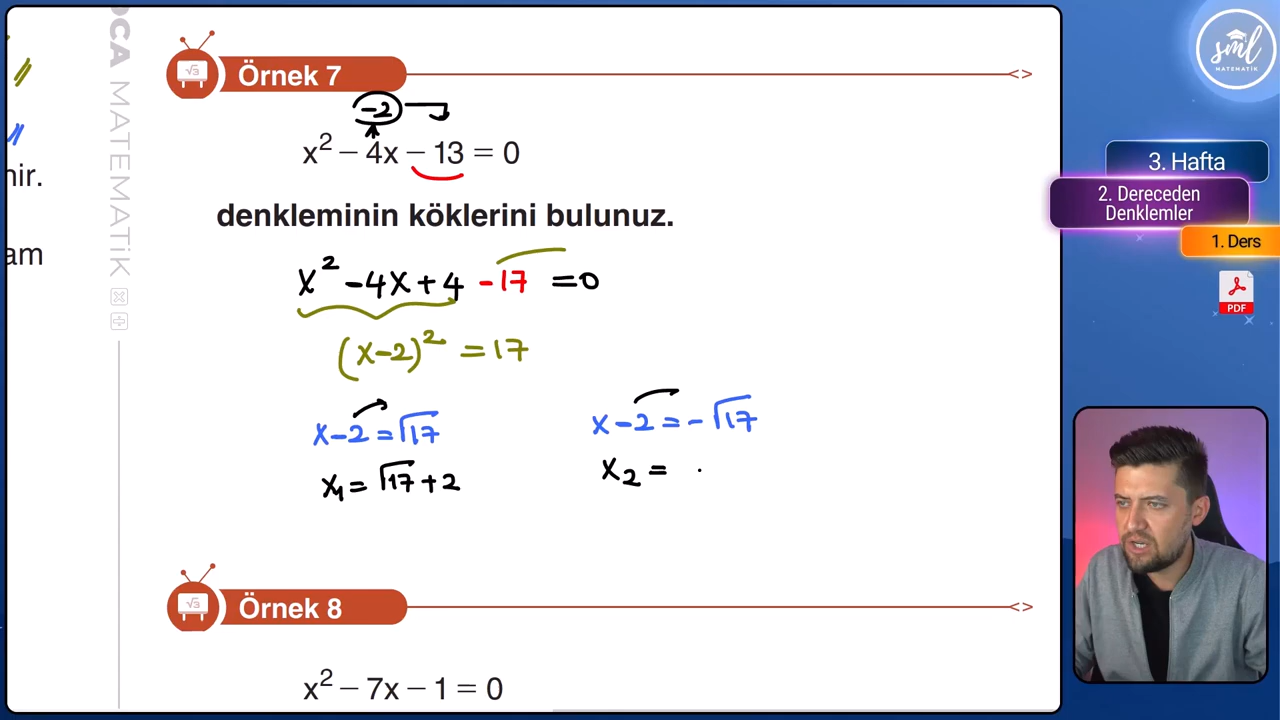 OCA MATEMATİK
nir.
am
Örnek 7
-2
x² – 4x – 13 = 0
denkleminin köklerini bulunuz.
x² -4x+4 -17 =0
(x-2)² = 17
x-2=√17
x₁= √17+2
x-2=-√17
x₂ =
Örnek 8
x² – 7x – 1 = 0
sml
MATEMATİK
3. Hafta
2. Dereceden
Denklemler
1. Ders
PDF